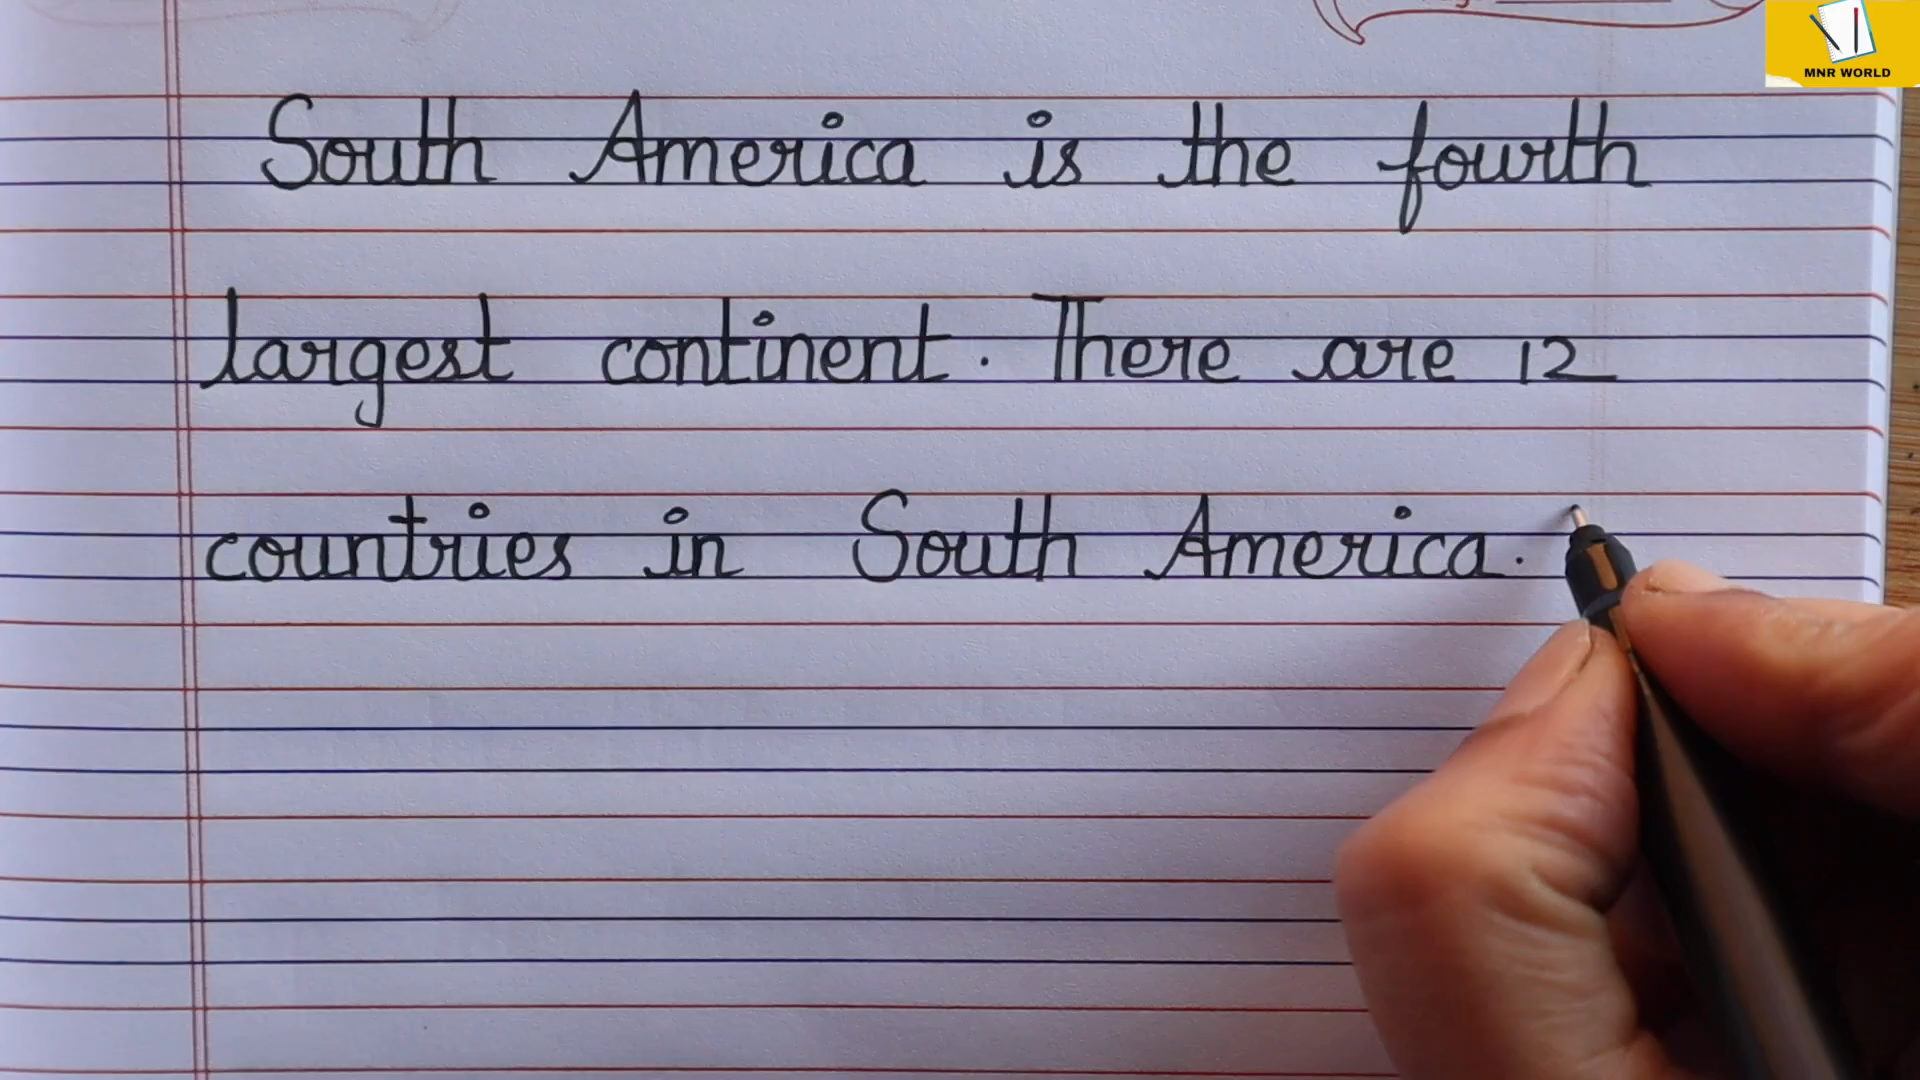 MNR WORLD
South America is the fourth
largest continent. There are 12
countries in South America.